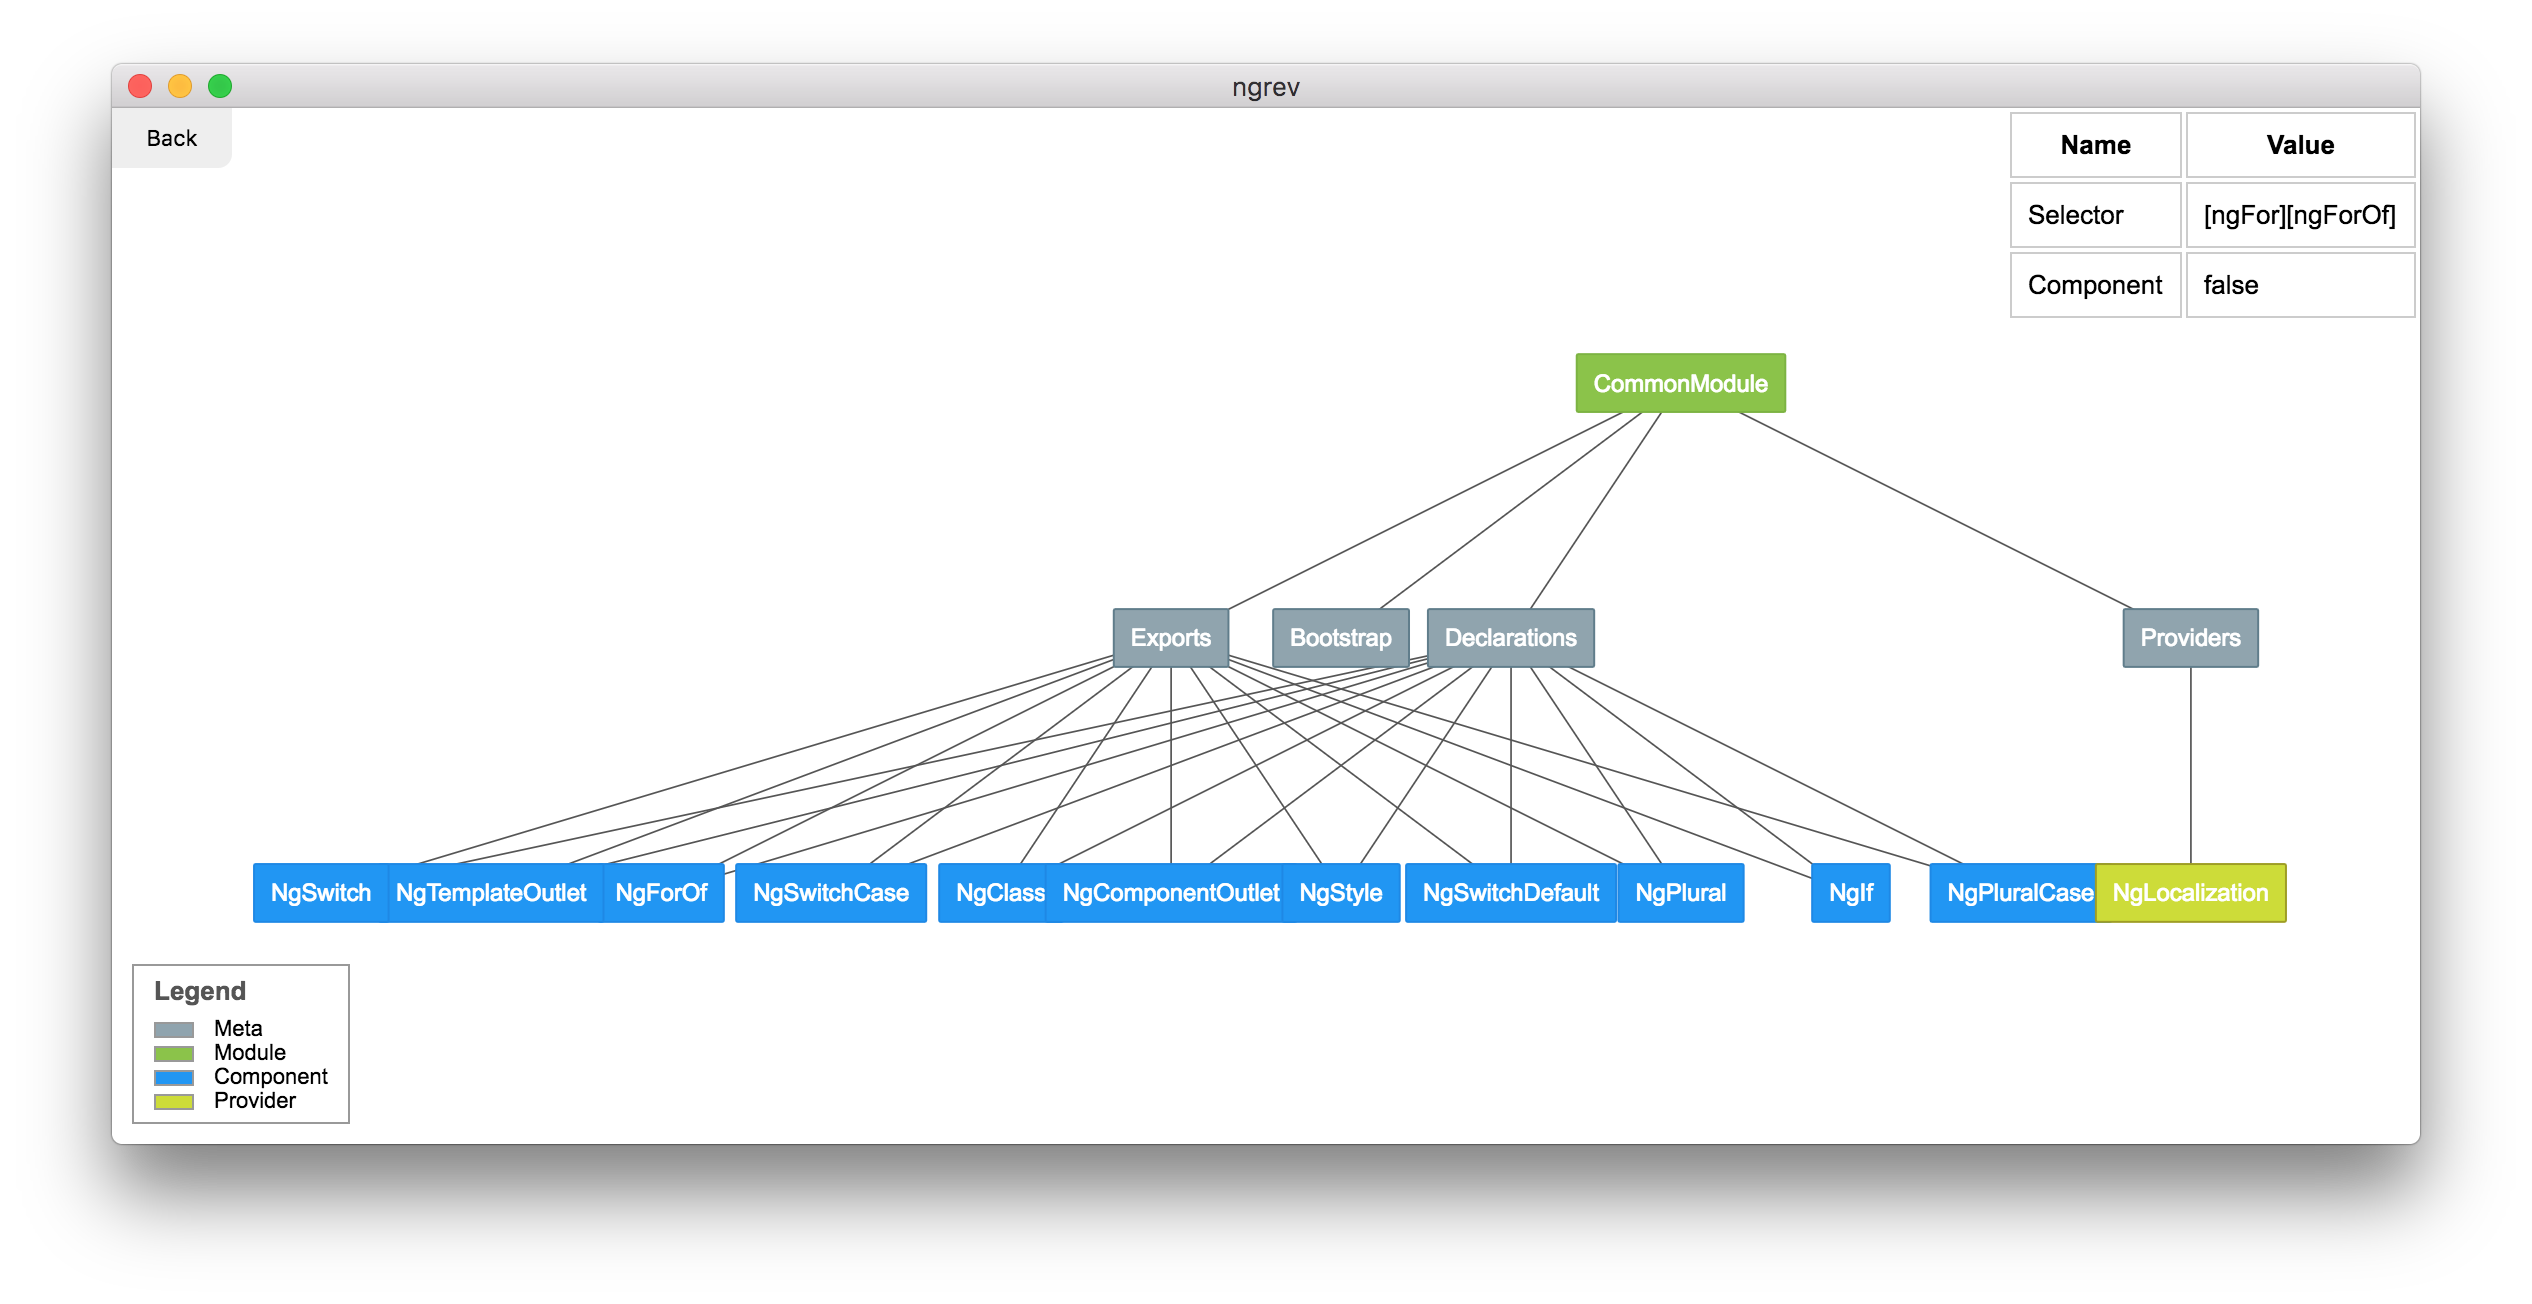 ngrev
Back
Name Value
Selector [ngFor][ngForOf]
Component false
CommonModule
Exports Bootstrap Declarations Providers
NgSwitch NgTemplateOutlet NgForOf NgSwitchCase NgClass NgComponentOutlet NgStyle NgSwitchDefault NgPlural NgIf NgPluralCase NgLocalization
Legend
Meta
Module
Component
Provider